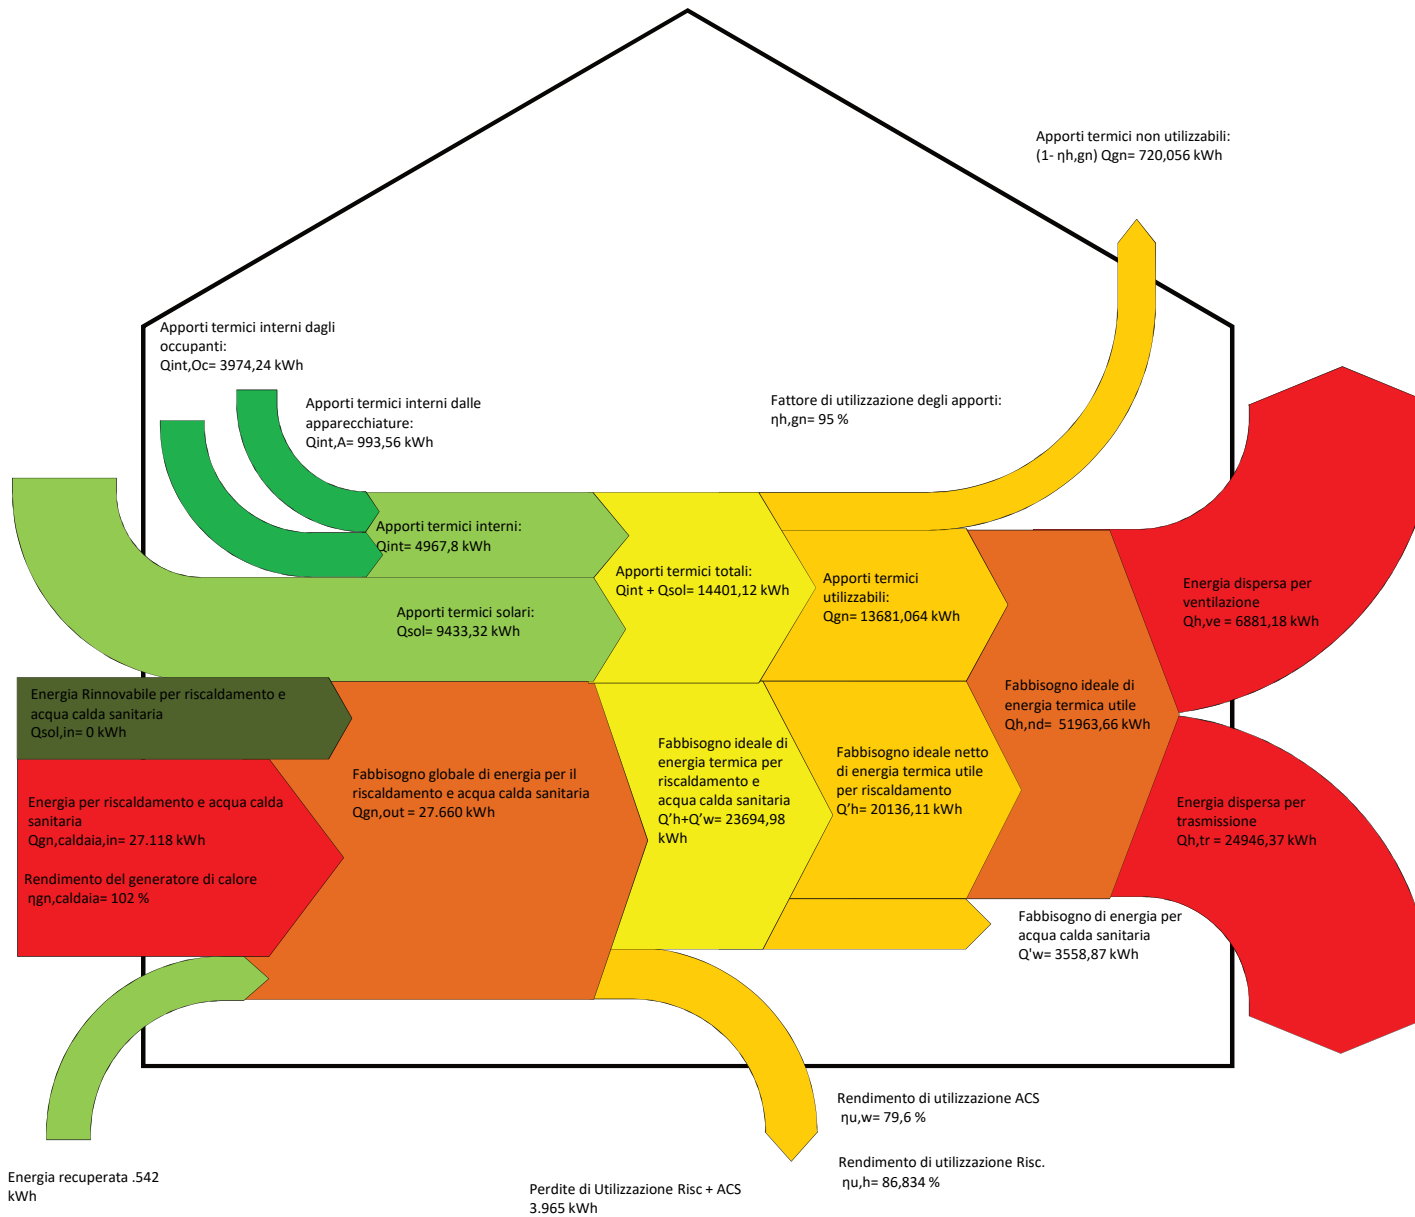 Apporti termici non utilizzabili:
(1- ηh,gn) Qgn= 720,056 kWh
Apporti termici interni dagli
occupanti:
Qint,Oc= 3974,24 kWh
Apporti termici interni dalle
apparecchiature:
Qint,A= 993,56 kWh
Fattore di utilizzazione degli apporti:
ηh,gn= 95 %
Apporti termici interni:
Qint= 4967,8 kWh
Apporti termici totali:
Qint + Qsol= 14401,12 kWh
Apporti termici
utilizzabili:
Qgn= 13681,064 kWh
Energia dispersa per
ventilazione
Qh,ve = 6881,18 kWh
Apporti termici solari:
Qsol= 9433,32 kWh
Energia Rinnovabile per riscaldamento e
acqua calda sanitaria
Qsol,in= 0 kWh
Fabbisogno ideale di
energia termica utile
Qh,nd=  51963,66 kWh
Fabbisogno globale di energia per il
riscaldamento e acqua calda sanitaria
Qgn,out = 27.660 kWh
Fabbisogno ideale di
energia termica per
riscaldamento e
acqua calda sanitaria
Q'h+Q'w= 23694,98
kWh
Fabbisogno ideale netto
di energia termica utile
per riscaldamento
Q'h= 20136,11 kWh
Energia per riscaldamento e acqua calda
sanitaria
Qgn,caldaia,in= 27.118 kWh
Rendimento del generatore di calore
ηgn,caldaia= 102 %
Energia dispersa per
trasmissione
Qh,tr = 24946,37 kWh
Fabbisogno di energia per
acqua calda sanitaria
Q'w= 3558,87 kWh
Rendimento di utilizzazione ACS
ηu,w= 79,6 %
Rendimento di utilizzazione Risc.
ηu,h= 86,834 %
Energia recuperata .542
kWh
Perdite di Utilizzazione Risc + ACS
3.965 kWh